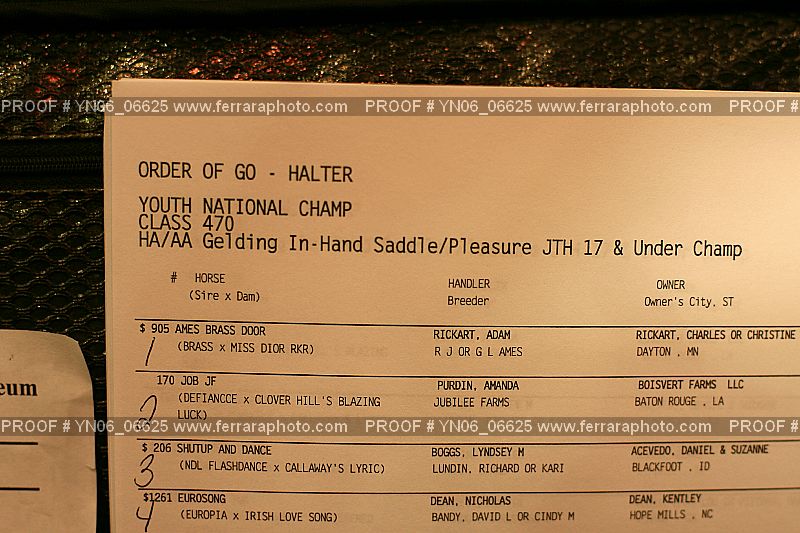 PROOF # YN06_06625 www.ferraraphoto.com PROOF # YN06_06625 www.ferraraphoto.com PROOF #
ORDER OF GO - HALTER
YOUTH NATIONAL CHAMP
CLASS 470
HA/AA Gelding In-Hand Saddle/Pleasure JTH 17 & Under Champ
# HORSE HANDLER OWNER
(Sire x Dam) Breeder Owner's City, ST
$ 905 AMES BRASS DOOR RICKART, ADAM RICKART, CHARLES OR CHRISTINE
1 (BRASS x MISS DIOR RKR) R J OR G L AMES DAYTON , MN
170 JOB JF PURDIN, AMANDA BOISVERT FARMS LLC
2 (DEFIANCCE x CLOVER HILL'S BLAZING JUBILEE FARMS BATON ROUGE , LA
LUCK)
PROOF # YN06_06625 www.ferraraphoto.com PROOF # YN06_06625 www.ferraraphoto.com PROOF #
$ 206 SHUTUP AND DANCE BOGGS, LYNDSEY M ACEVEDO, DANIEL & SUZANNE
3 (NDL FLASHDANCE x CALLAWAY'S LYRIC) LUNDIN, RICHARD OR KARI BLACKFOOT , ID
$1261 EUROSONG DEAN, NICHOLAS DEAN, KENTLEY
4 (EUROPIA x IRISH LOVE SONG) BANDY, DAVID L OR CINDY M HOPE MILLS , NC
eum